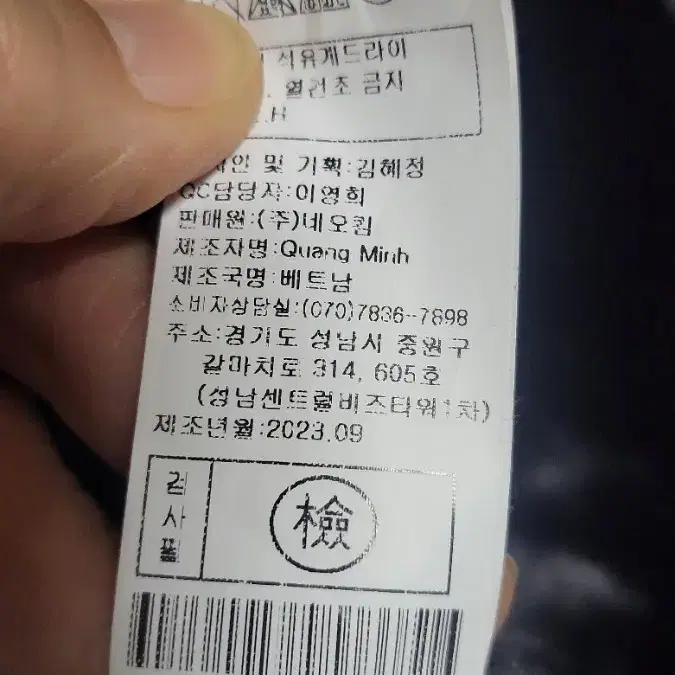 석유계드라이
열건조 금지
.H
자인 및 기획:김혜정
QC담당자:이영희
판매원:(주)네오킴
제조자명:Quang Minh
제조국명:베트남
소비자상담실:(070)7836-7898
주소:경기도 성남시 중원구
갈마치로 314, 605호
(성남센트럴비즈타워1차)
제조년월:2023.09
검사필
檢